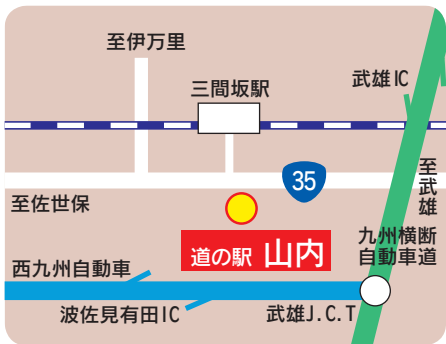 至伊万里
三間坂駅
武雄IC
35
至武雄
至佐世保
道の駅 山内
九州横断
自動車道
西九州自動車
波佐見有田IC
武雄J.C.T